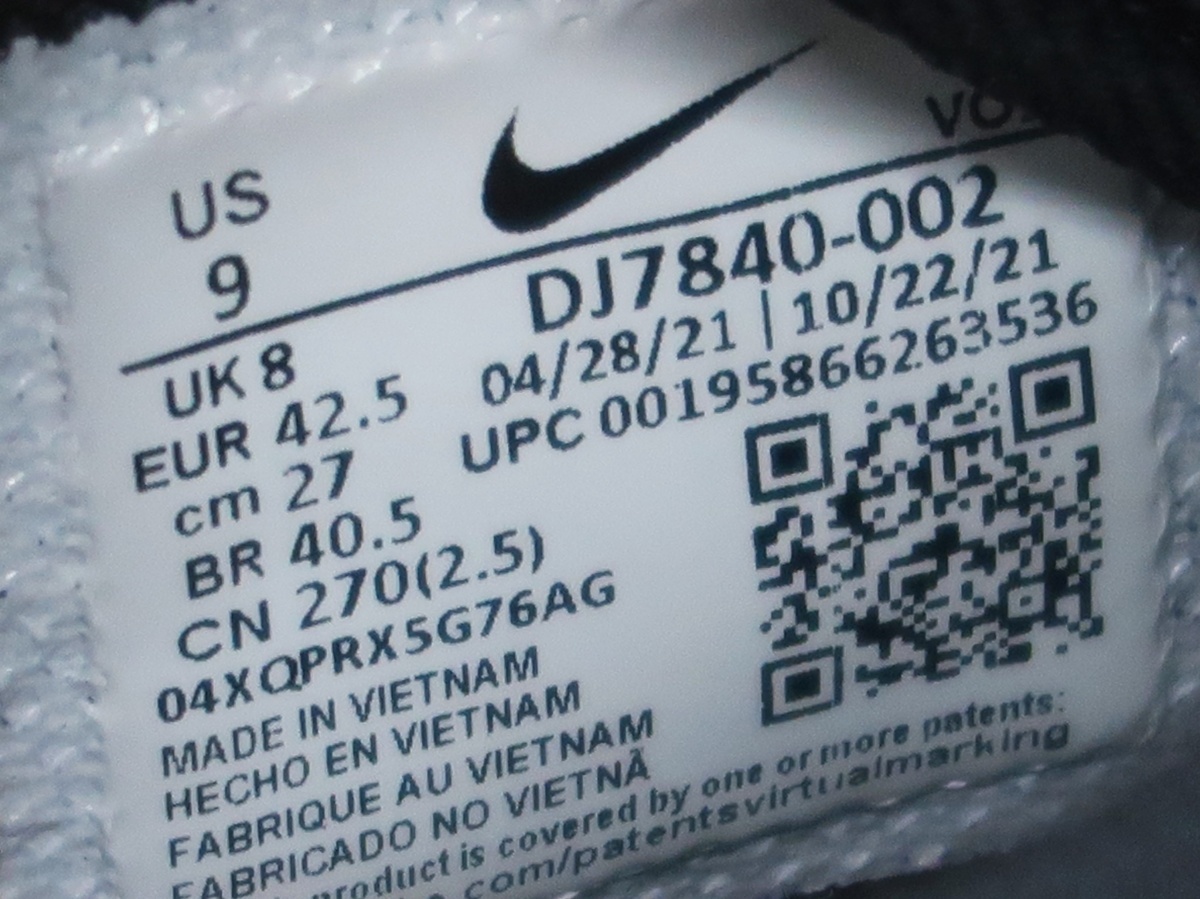 US
9
DJ7840-002
04/28/21 | 10/22/21
UPC 00195866263536
UK 8
EUR 42.5
cm 27
BR 40.5
CN 270(2.5)
04XQPRX5G76AG
MADE IN VIETNAM
HECHO EN VIETNAM
FABRIQUE AU VIETNAM
FABRICADO NO VIETNÃ
product is covered by one or more patents:
.com/patentsvirtualmarking